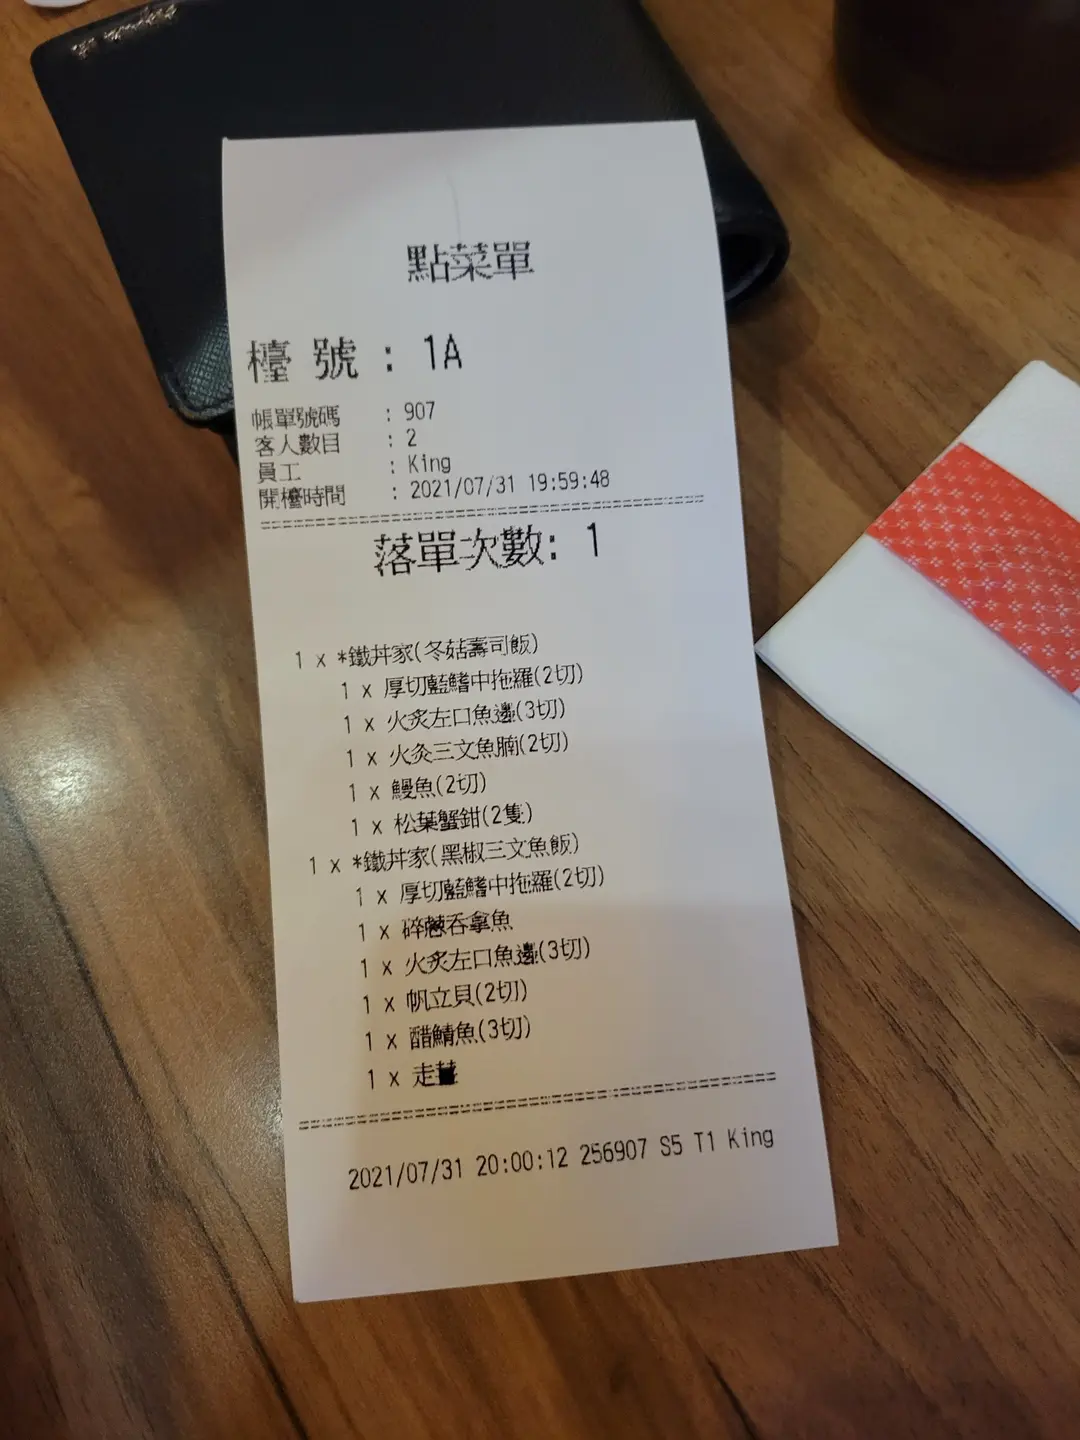 點菜單
檯 號 : 1A
帳單號碼 : 907
客人數目 : 2
員工 : King
開檯時間 : 2021/07/31 19:59:48
落單次數: 1
1 x *鐵丼家(冬菇壽司飯)
1 x 厚切藍鰭中拖羅(2切)
1 x 火炙左口魚邊(3切)
1 x 火灸三文魚腩(2切)
1 x 鰻魚(2切)
1 x 松葉蟹鉗(2隻)
1 x *鐵丼家(黑椒三文魚飯)
1 x 厚切藍鰭中拖羅(2切)
1 x 碎蔥吞拿魚
1 x 火炙左口魚邊(3切)
1 x 帆立貝(2切)
1 x 醋鯖魚(3切)
1 x 走
2021/07/31 20:00:12 256907 S5 T1 King